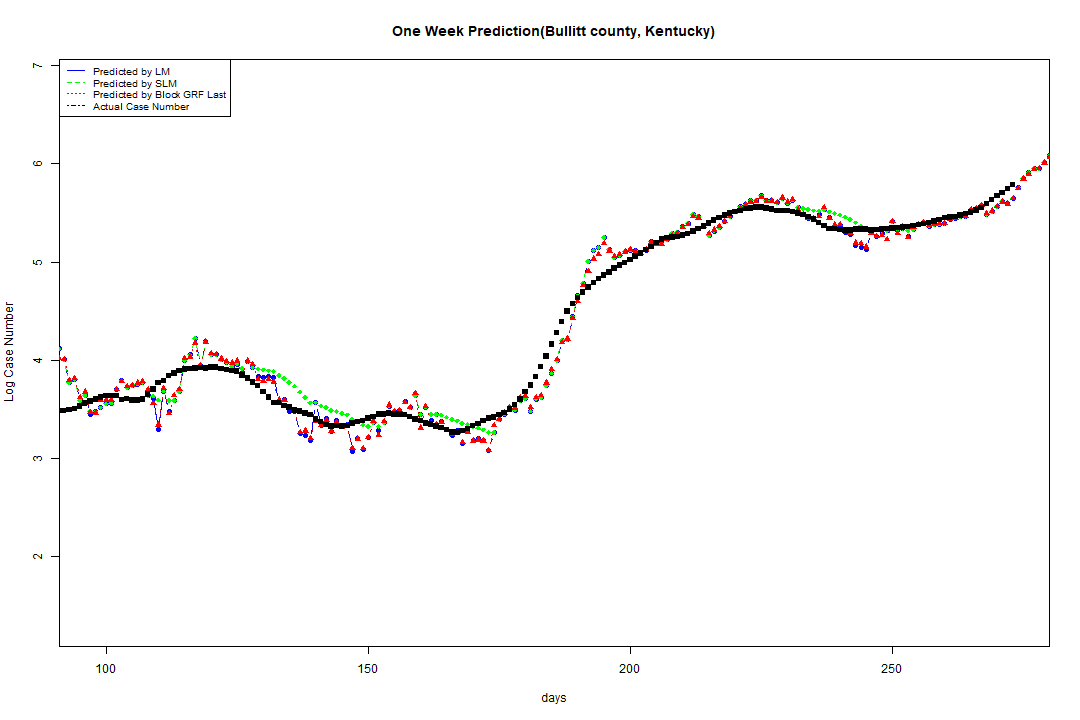 One Week Prediction(Bullitt county, Kentucky)
7
Predicted by LM
Predicted by SLM
Predicted by Block GRF Last
Actual Case Number
6
5
4
3
2
Log Case Number
100 150 200 250
days